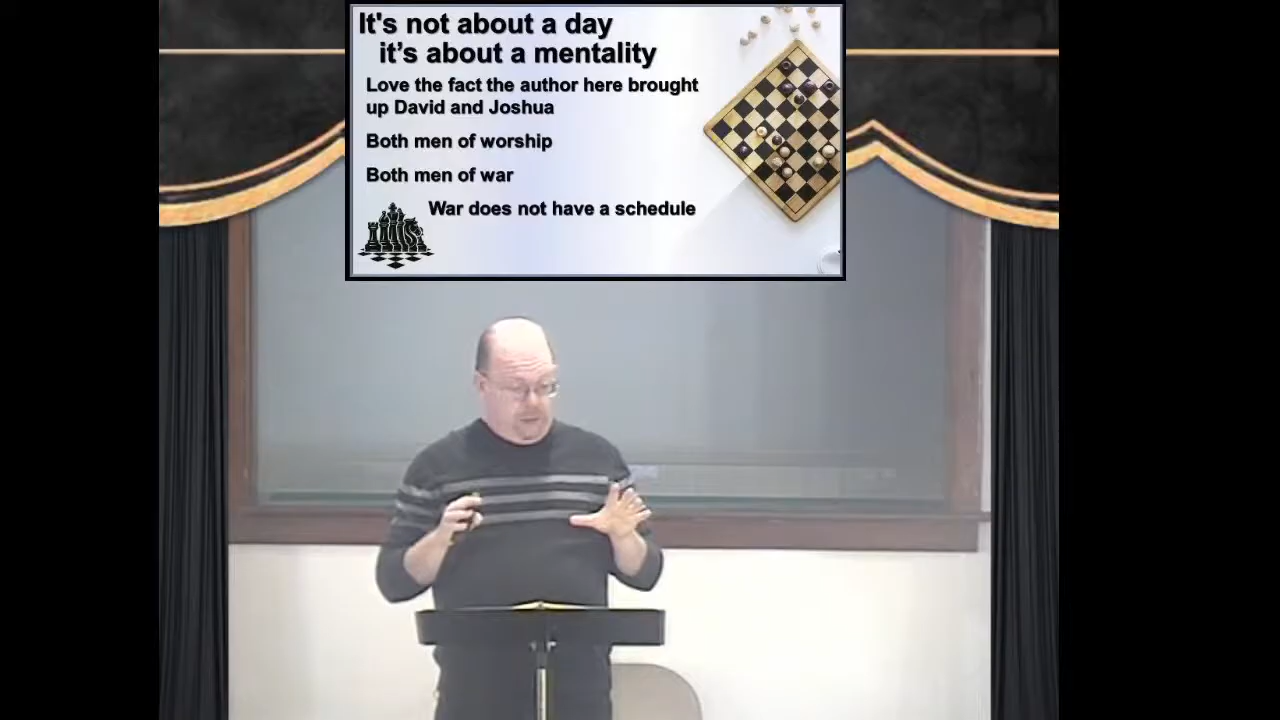 It's not about a day
it’s about a mentality
Love the fact the author here brought
up David and Joshua
Both men of worship
Both men of war
War does not have a schedule